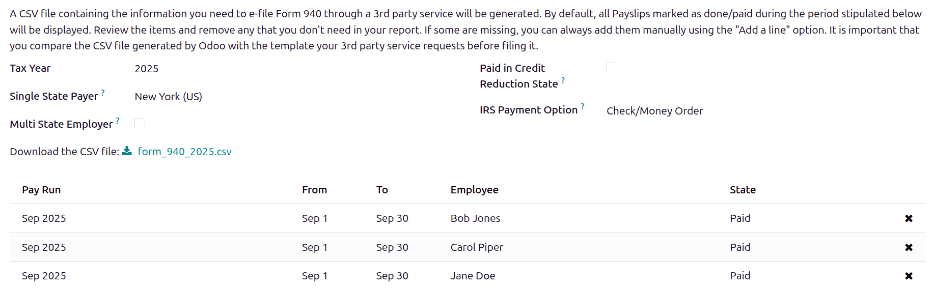 A CSV file containing the information you need to e-file Form 940 through a 3rd party service will be generated. By default, all Payslips marked as done/paid during the period stipulated below
will be displayed. Review the items and remove any that you don't need in your report. If some are missing, you can always add them manually using the "Add a line" option. It is important that
you compare the CSV file generated by Odoo with the template your 3rd party service requests before filing it.
Tax Year 2025
Single State Payer ? New York (US)
Multi State Employer ?
Paid in Credit
Reduction State ?
IRS Payment Option ? Check/Money Order
Download the CSV file: form_940_2025.csv
Pay Run From To Employee State
Sep 2025 Sep 1 Sep 30 Bob Jones Paid
Sep 2025 Sep 1 Sep 30 Carol Piper Paid
Sep 2025 Sep 1 Sep 30 Jane Doe Paid